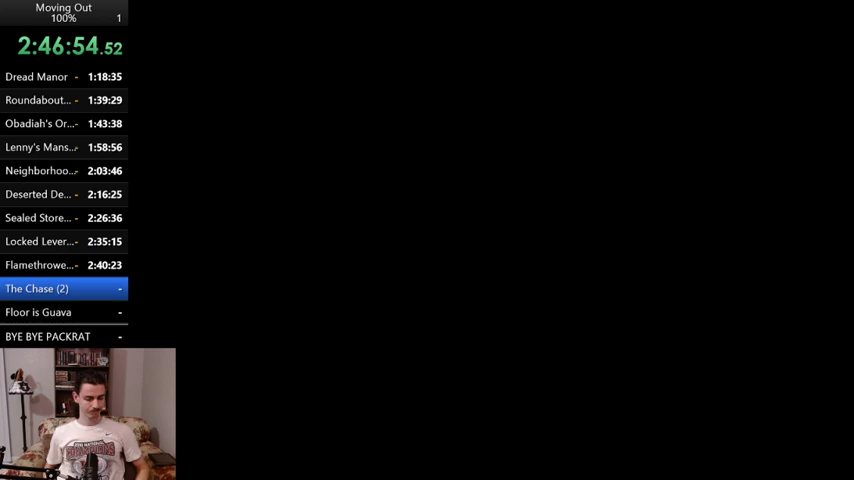 Moving Out
100% 1
2:46:54.52
Dread Manor - 1:18:35
Roundabout... - 1:39:29
Obadiah's Or...- 1:43:38
Lenny's Mans...- 1:58:56
Neighborhoo...- 2:03:46
Deserted De... - 2:16:25
Sealed Store... - 2:26:36
Locked Lever...- 2:35:15
Flamethrowe...- 2:40:23
The Chase (2) -
Floor is Guava -
BYE BYE PACKRAT -